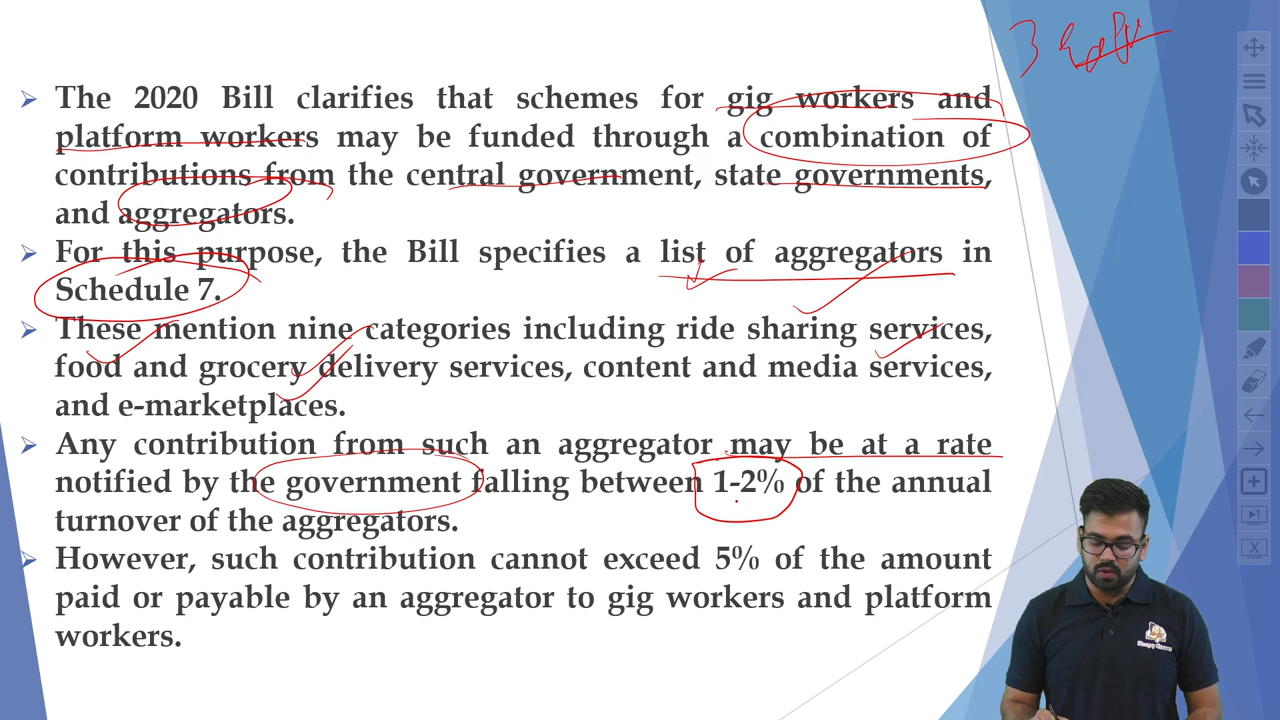 The 2020 Bill clarifies that schemes for gig workers and
platform workers may be funded through a combination of
contributions from the central government, state governments,
and aggregators.
For this purpose, the Bill specifies a list of aggregators in
Schedule 7.
These mention nine categories including ride sharing services,
food and grocery delivery services, content and media services,
and e-marketplaces.
Any contribution from such an aggregator may be at a rate
notified by the government falling between 1-2% of the annual
turnover of the aggregators.
However, such contribution cannot exceed 5% of the amount
paid or payable by an aggregator to gig workers and platform
workers.
3